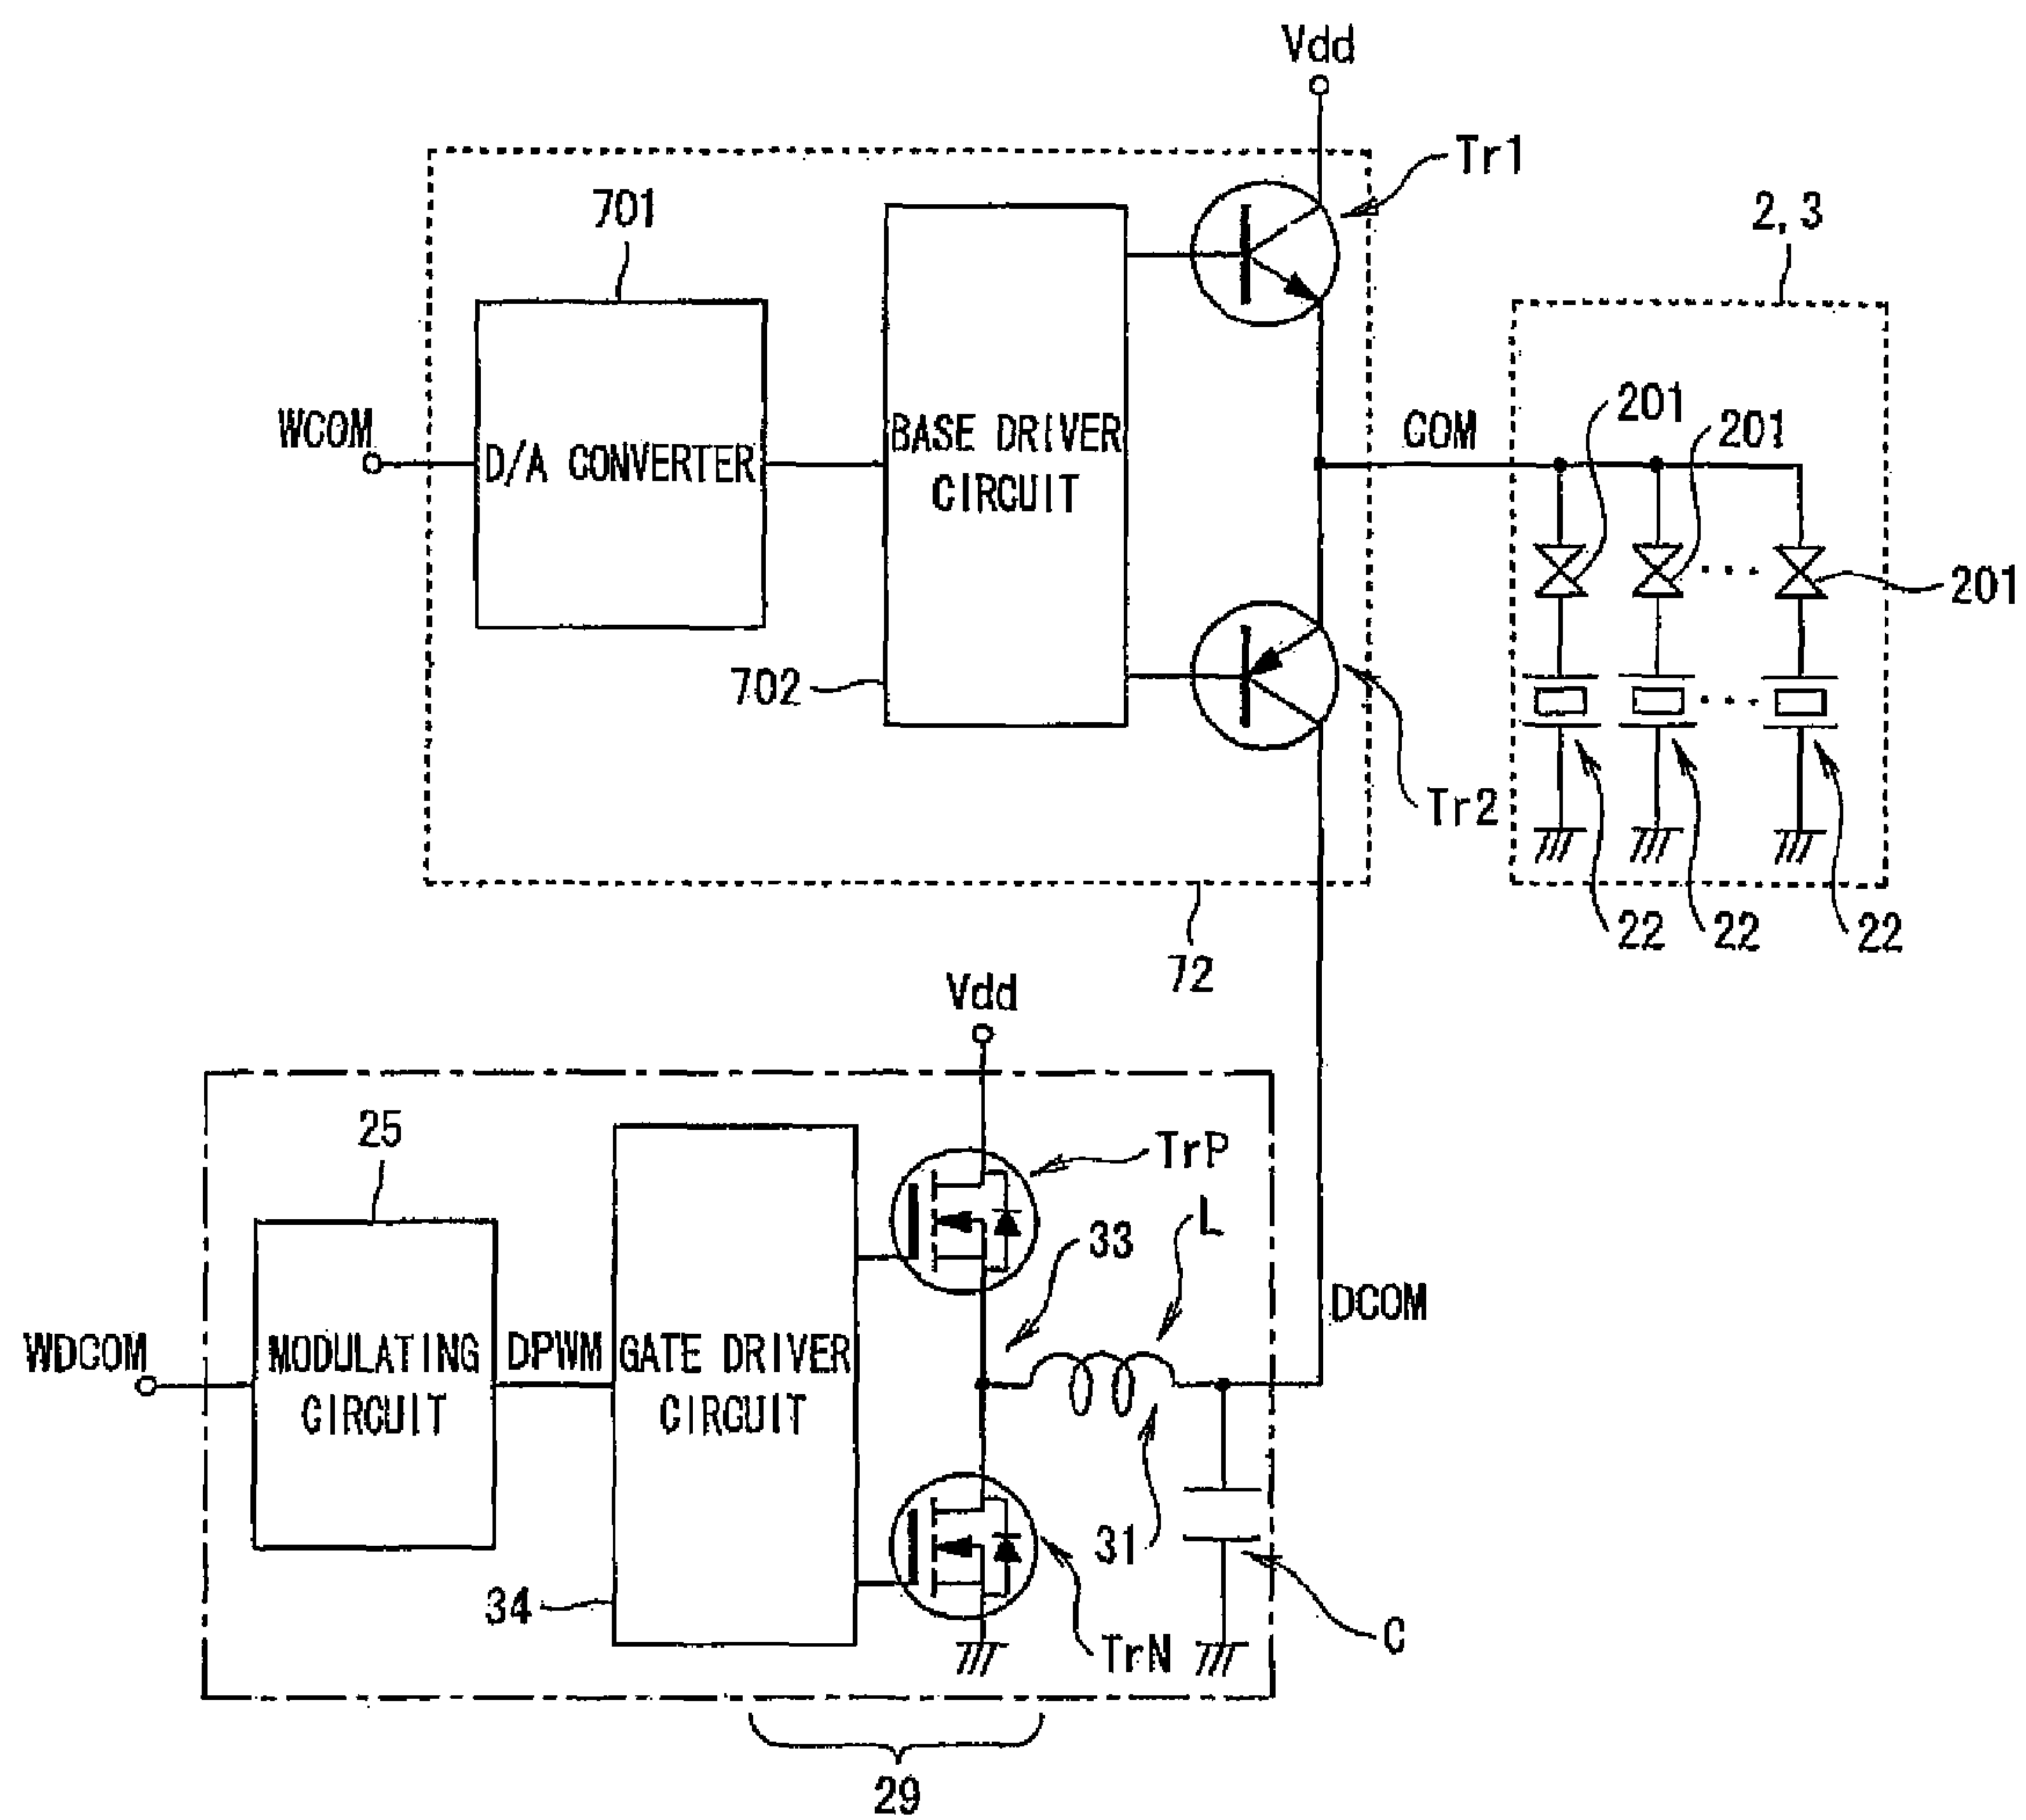 Vdd
Tr1
701
2,3
201
201
WCOM
D/A CONVERTER
BASE DRIVER
CIRCUIT
COM
201
702
Tr2
22
22
22
72
Vdd
25
TrP
L
33
DCOM
WDCOM
MODULATING
CIRCUIT
DPWM
GATE DRIVER
CIRCUIT
31
34
C
TrN
29